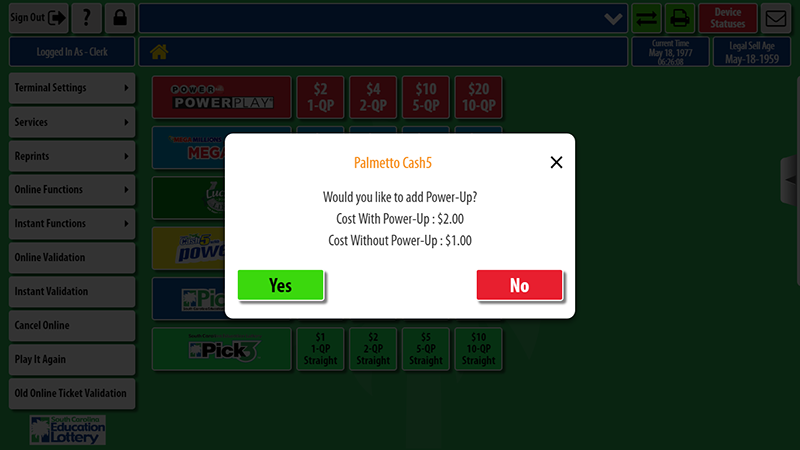 Sign Out
?
Device
Statuses
Logged In As - Clerk
Current Time
May 18, 1977
06:26:08
Legal Sell Age
May-18-1959
Terminal Settings
Services
Reprints
Online Functions
Instant Functions
Online Validation
Instant Validation
Cancel Online
Play It Again
Old Online Ticket Validation
South Carolina
Education
Lottery
POWER
POWERPLAY
$2
1-QP
$4
2-QP
$10
5-QP
$20
10-QP
Palmetto Cash5
Would you like to add Power-Up?
Cost With Power-Up : $2.00
Cost Without Power-Up : $1.00
Yes
No
Pick3
$1
1-QP
Straight
$2
2-QP
Straight
$5
5-QP
Straight
$10
10-QP
Straight